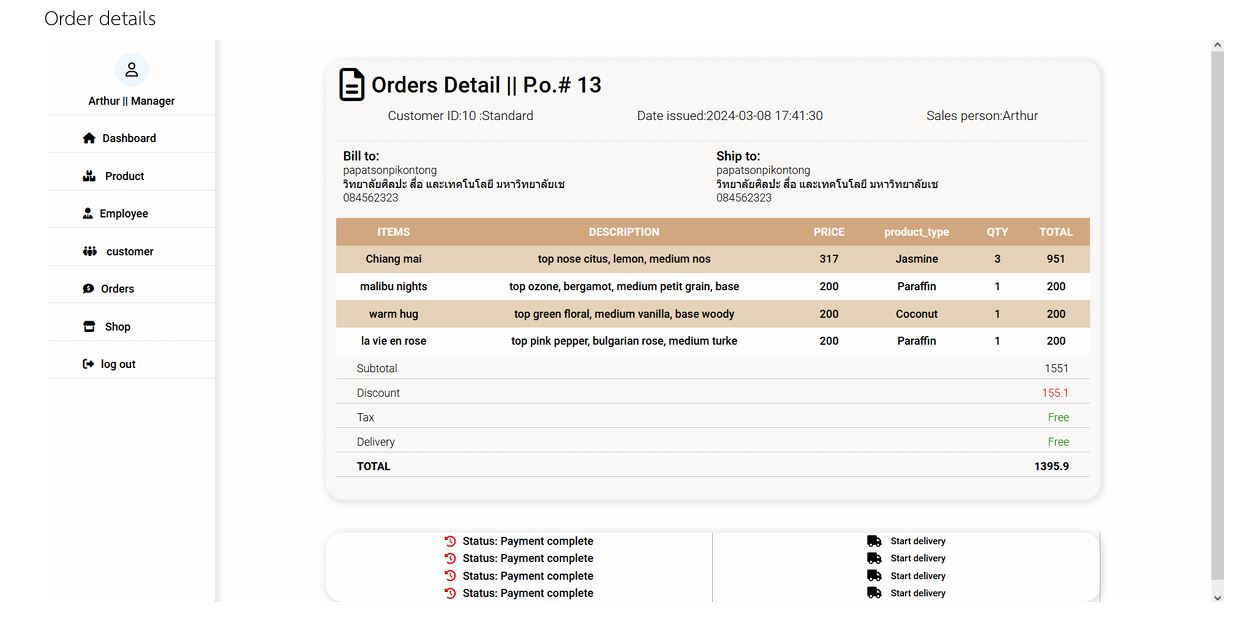 Order details
Arthur || Manager
Dashboard
Product
Employee
customer
Orders
Shop
log out
Orders Detail || P.o.# 13
Customer ID:10 :Standard Date issued:2024-03-08 17:41:30 Sales person:Arthur
Bill to: Ship to:
papatsonpikontong papatsonpikontong
วิทยาลัยศิลปะ สื่อ และเทคโนโลยี มหาวิทยาลัยเช วิทยาลัยศิลปะ สื่อ และเทคโนโลยี มหาวิทยาลัยเช
084562323 084562323
ITEMS DESCRIPTION PRICE product_type QTY TOTAL
Chiang mai top nose citus, lemon, medium nos 317 Jasmine 3 951
malibu nights top ozone, bergamot, medium petit grain, base 200 Paraffin 1 200
warm hug top green floral, medium vanilla, base woody 200 Coconut 1 200
la vie en rose top pink pepper, bulgarian rose, medium turke 200 Paraffin 1 200
Subtotal 1551
Discount 155.1
Tax Free
Delivery Free
TOTAL 1395.9
Status: Payment complete Start delivery
Status: Payment complete Start delivery
Status: Payment complete Start delivery
Status: Payment complete Start delivery